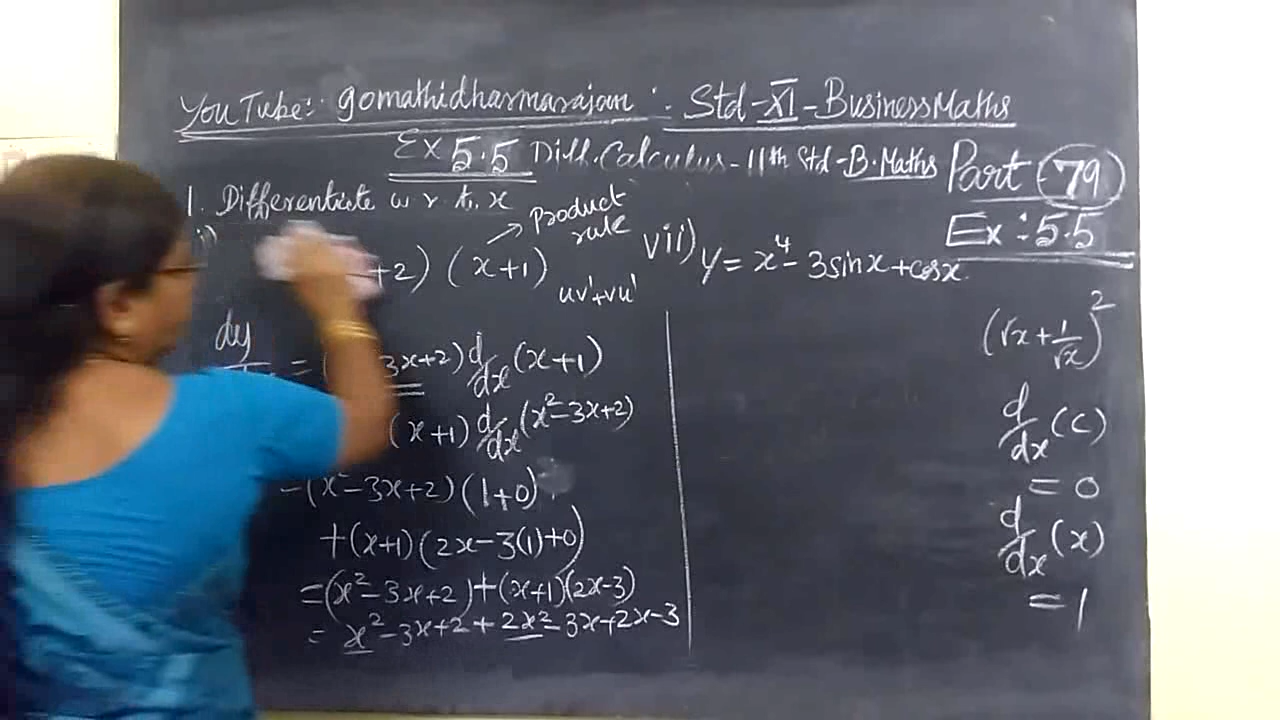 YouTube:- gomathidharmarajan :- Std-XI-Business Maths
Ex 5.5 Diff. Calculus - 11th Std - B. Maths Part 79
Ex: 5.5
1. Differentiate w r to x
+2) (x+1) → Product rule
uv'+vu'
dy
= 3x+2) d/dx (x+1)
(x+1) d/dx (x²-3x+2)
(x²-3x+2) (1+0)
+(x+1) (2x-3(1)+0)
=(x²-3x+2)+(x+1)(2x-3)
= x²-3x+2+2x²-3x+2x-3
vii) y = x⁴-3sinx+cosx.
(√x+1/√x)²
d/dx (c)
= 0
d/dx (x)
= 1